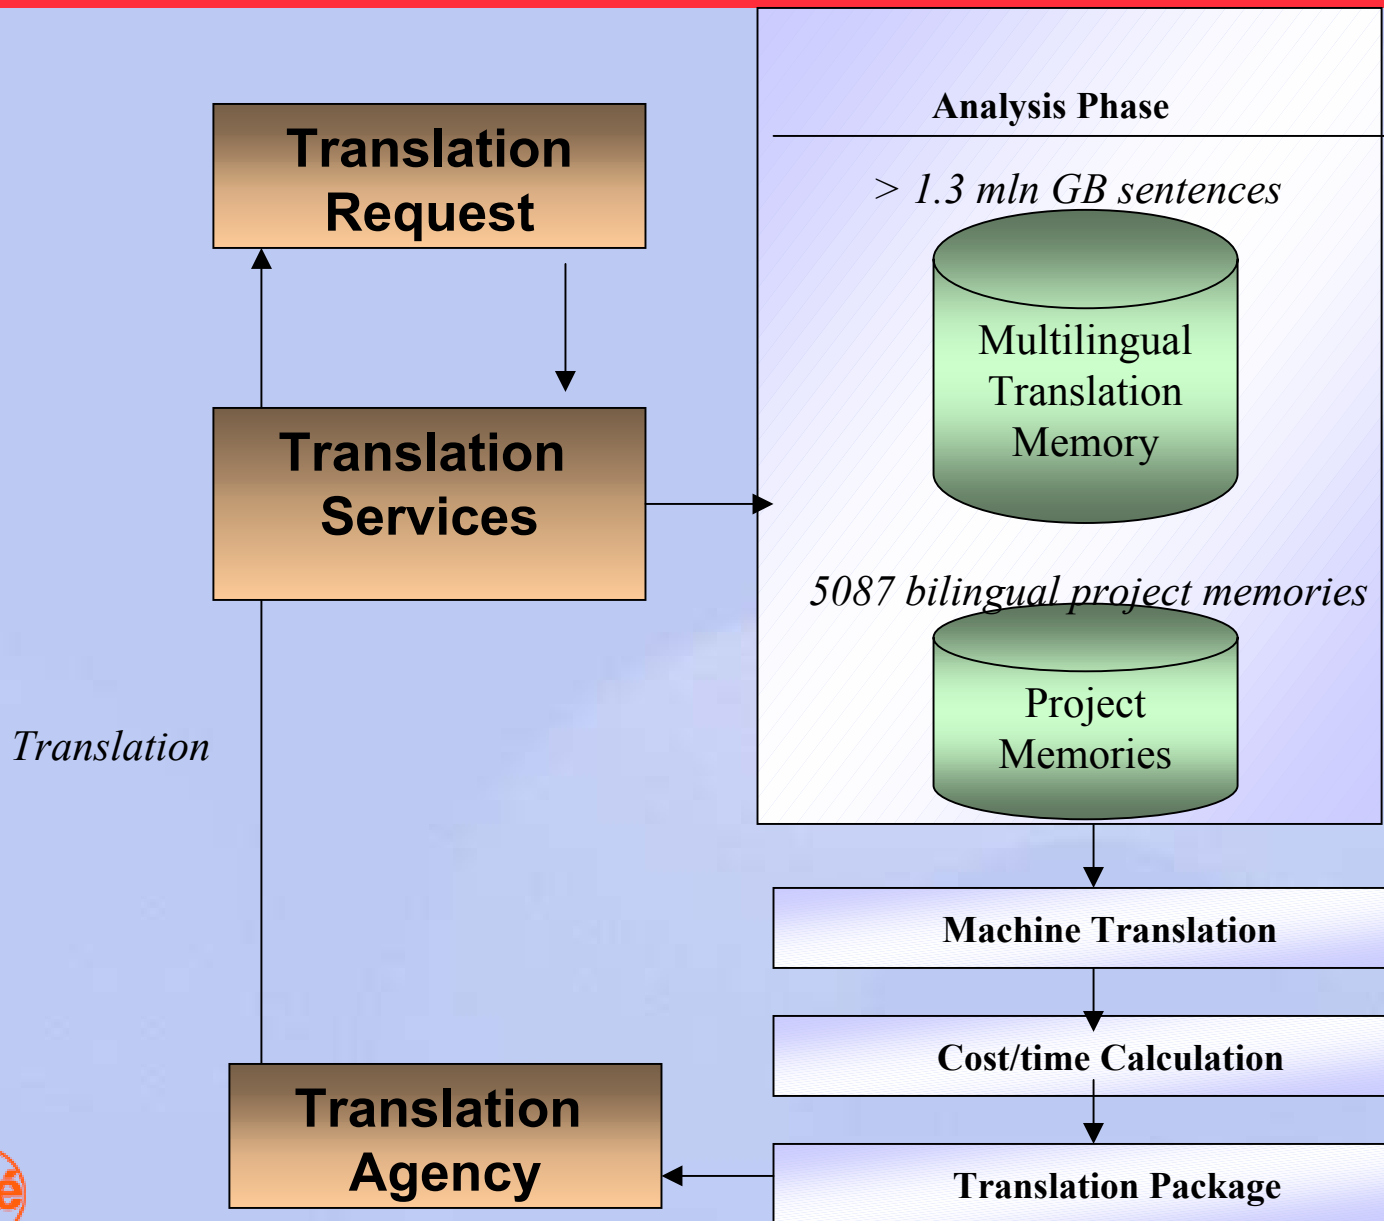 Translation
Request
Translation
Services
Translation
Translation
Agency
Analysis Phase
> 1.3 mln GB sentences
Multilingual
Translation
Memory
5087 bilingual project memories
Project
Memories
Machine Translation
Cost/time Calculation
Translation Package
é